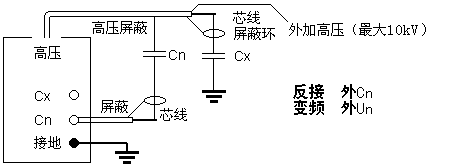 芯线
屏蔽环
外加高压（最大10kV）
高压屏蔽
高压
Cn
Cx
Cx
屏蔽
芯线
Cn
接地
反接 外Cn
变频 外Un